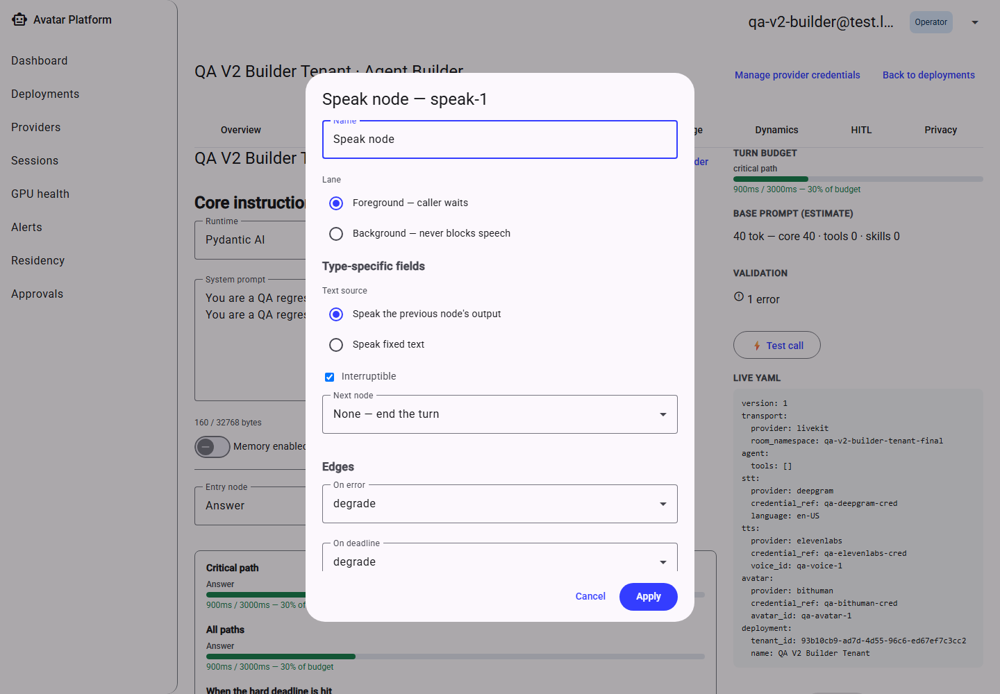 Avatar Platform
Dashboard
Deployments
Providers
Sessions
GPU health
Alerts
Residency
Approvals
qa-v2-builder@test.l...
Operator
QA V2 Builder Tenant · Agent Builder
Manage provider credentials
Back to deployments
Overview
Dynamics
HITL
Privacy
QA V2 Builder
Core instructio
Runtime
Pydantic AI
System prompt
You are a QA regres
You are a QA regres
160 / 32768 bytes
Memory enabled
Entry node
Answer
Critical path
Answer
900ms / 3000ms — 30% of
All paths
Answer
900ms / 3000ms — 30% of budget
When the hard deadline is hit
Speak node — speak-1
Name
Speak node
Lane
Foreground — caller waits
Background — never blocks speech
Type-specific fields
Text source
Speak the previous node's output
Speak fixed text
Interruptible
Next node
None — end the turn
Edges
On error
degrade
On deadline
degrade
Cancel
Apply
TURN BUDGET
critical path
900ms / 3000ms — 30% of budget
BASE PROMPT (ESTIMATE)
40 tok — core 40 · tools 0 · skills 0
VALIDATION
1 error
Test call
LIVE YAML
version: 1
transport:
provider: livekit
room_namespace: qa-v2-builder-tenant-final
agent:
tools: []
stt:
provider: deepgram
credential_ref: qa-deepgram-cred
language: en-US
tts:
provider: elevenlabs
credential_ref: qa-elevenlabs-cred
voice_id: qa-voice-1
avatar:
provider: bithuman
credential_ref: qa-bithuman-cred
avatar_id: qa-avatar-1
deployment:
tenant_id: 93b10cb9-ad7d-4d55-96c6-ed67ef7c3cc2
name: QA V2 Builder Tenant